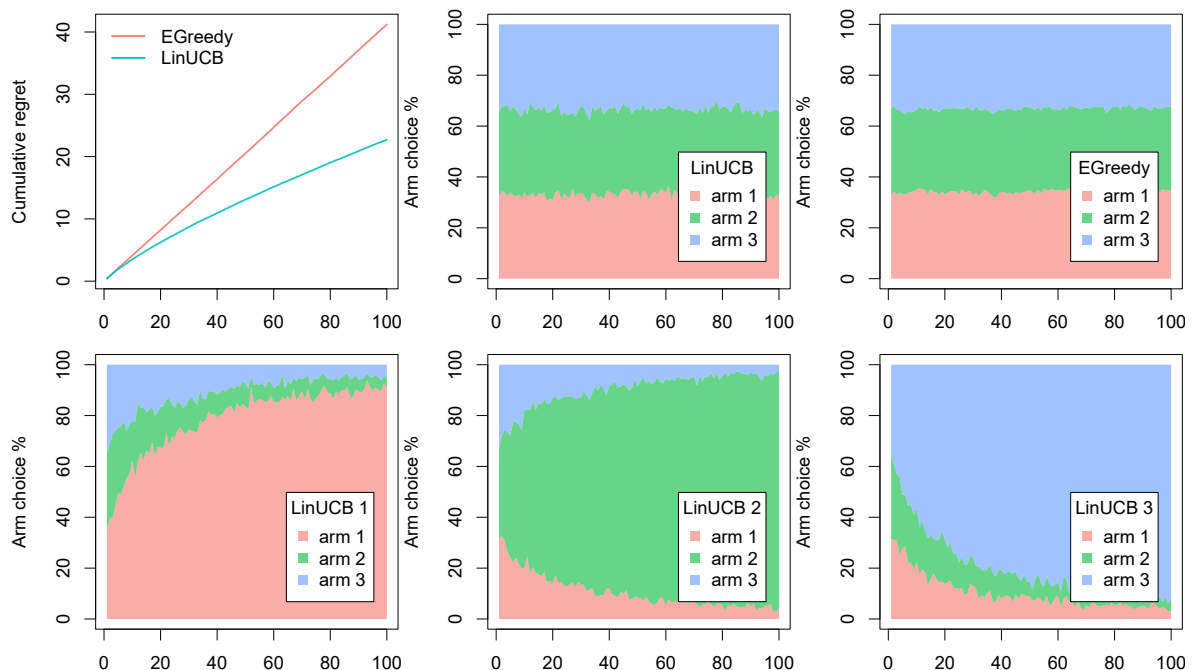 Cumulative regret
0
10
20
30
40
EGreedy
LinUCB
0 20 40 60 80 100
Arm choice %
0
20
40
60
80
100
LinUCB
arm 1
arm 2
arm 3
0 20 40 60 80 100
Arm choice %
0
20
40
60
80
100
EGreedy
arm 1
arm 2
arm 3
0 20 40 60 80 100
Arm choice %
0
20
40
60
80
100
LinUCB 1
arm 1
arm 2
arm 3
0 20 40 60 80 100
Arm choice %
0
20
40
60
80
100
LinUCB 2
arm 1
arm 2
arm 3
0 20 40 60 80 100
Arm choice %
0
20
40
60
80
100
LinUCB 3
arm 1
arm 2
arm 3
0 20 40 60 80 100